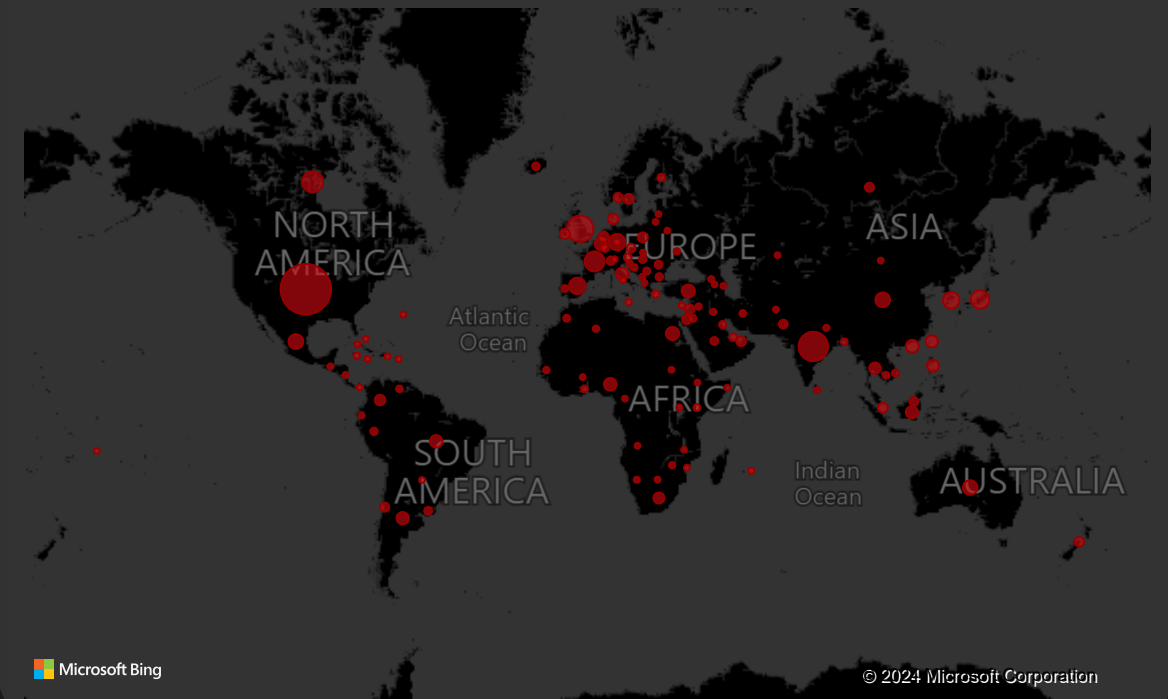 NORTH
AMERICA
EUROPE
ASIA
Atlantic
Ocean
AFRICA
SOUTH
AMERICA
Indian
Ocean
AUSTRALIA
Microsoft Bing
© 2024 Microsoft Corporation